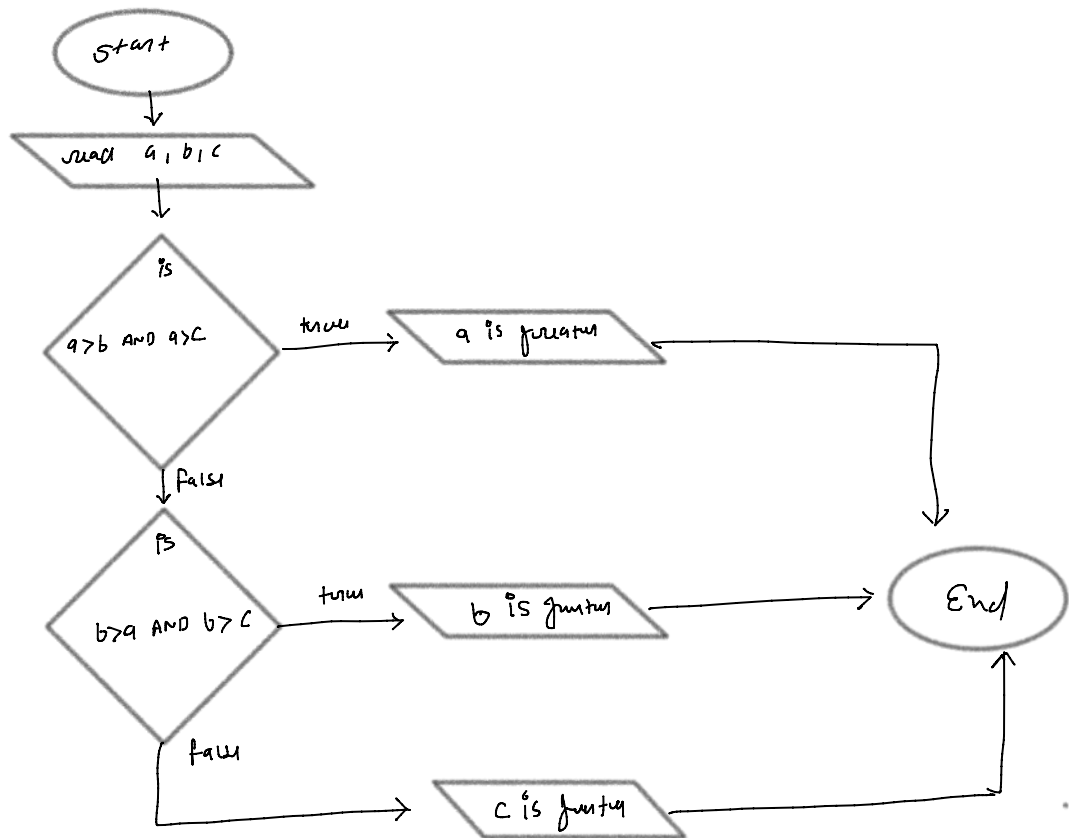 Start
read a, b, c
is
a>b AND a>c
true
a is greater
false
is
b>a AND b>c
true
b is greater
End
false
c is greater